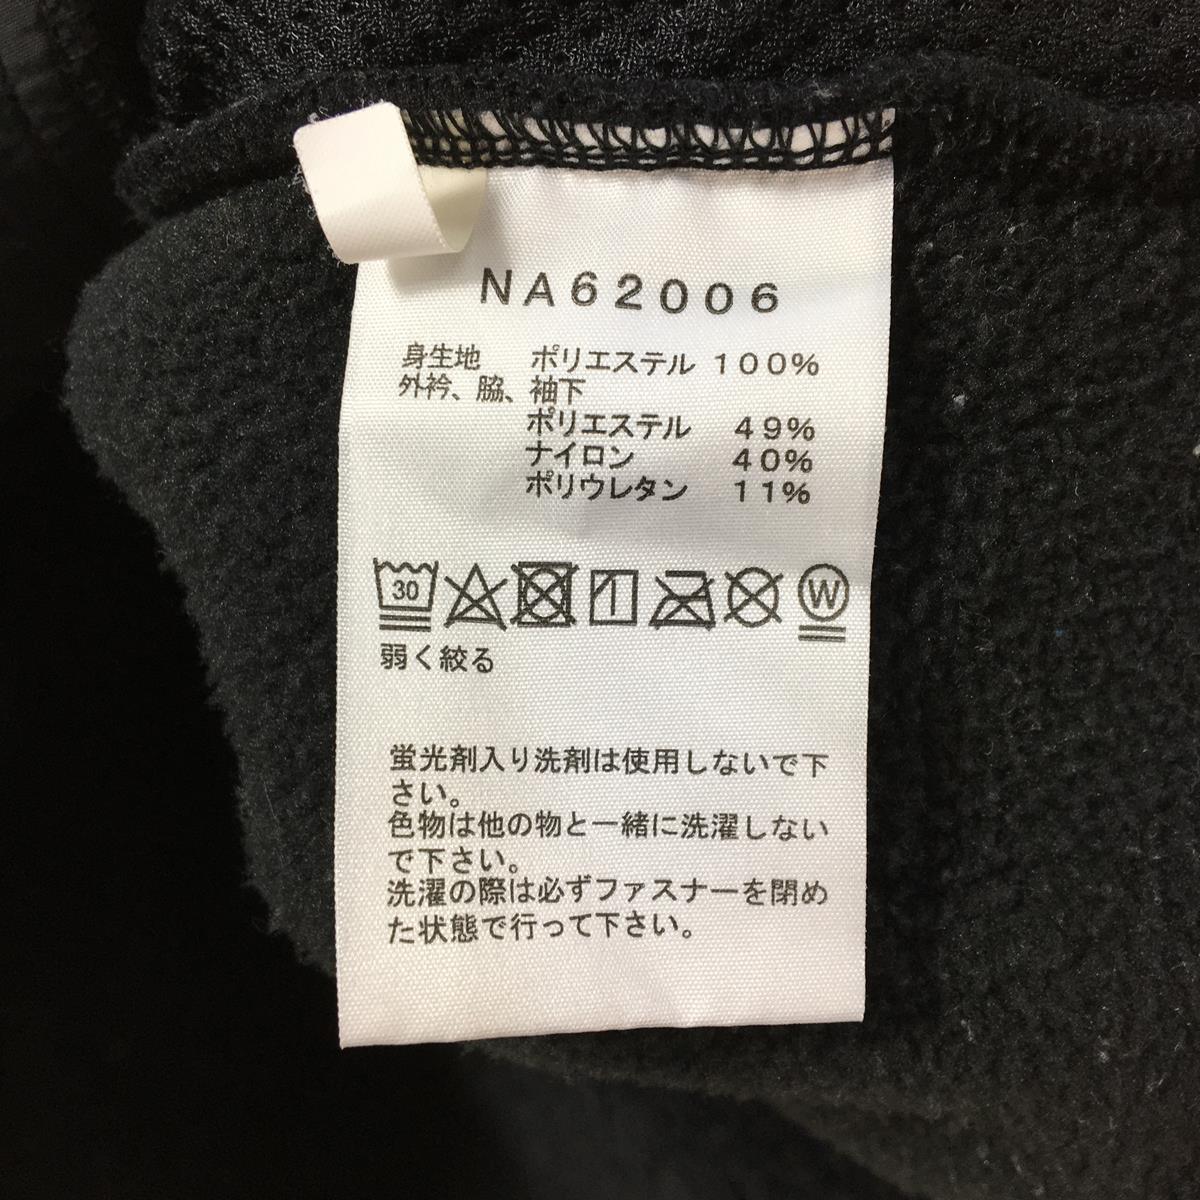 NA62006
身生地 ポリエステル 100%
外衿、脇、袖下
ポリエステル 49%
ナイロン 40%
ポリウレタン 11%
30 W
弱く絞る
蛍光剤入り洗剤は使用しないで下
さい。
色物は他の物と一緒に洗濯しない
で下さい。
洗濯の際は必ずファスナーを閉め
た状態で行って下さい。